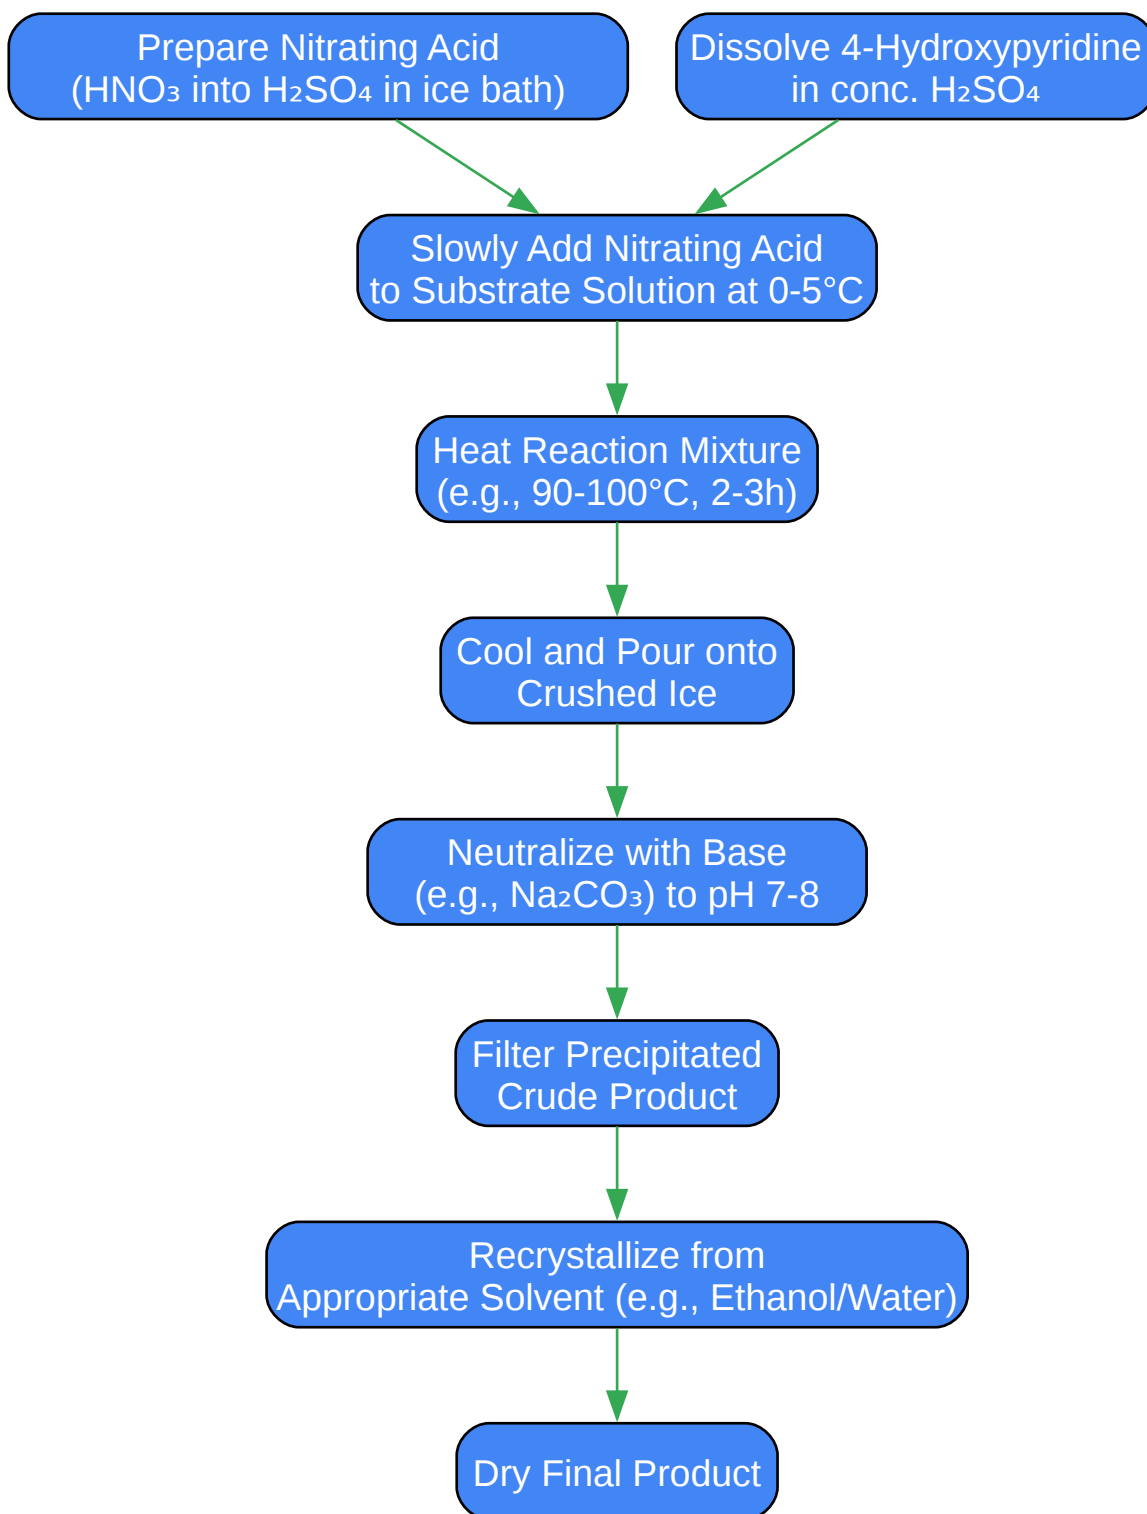 Prepare Nitrating Acid
(HNO₃ into H₂SO₄ in ice bath)
Dissolve 4-Hydroxypyridine
in conc. H₂SO₄
Slowly Add Nitrating Acid
to Substrate Solution at 0-5°C
Heat Reaction Mixture
(e.g., 90-100°C, 2-3h)
Cool and Pour onto
Crushed Ice
Neutralize with Base
(e.g., Na₂CO₃) to pH 7-8
Filter Precipitated
Crude Product
Recrystallize from
Appropriate Solvent (e.g., Ethanol/Water)
Dry Final Product